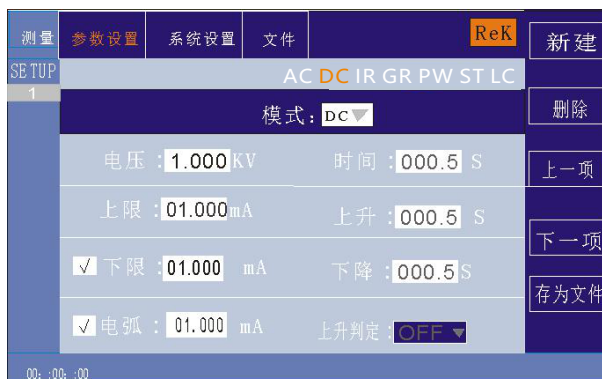 测量 参数设置 系统设置 文件 ReK 新建
SETUP AC DC IR GR PW ST LC
1
模式: DC
删除
电压 : 1.000 KV 时间 : 000.5 S
上一项
上限 : 01.000 mA 上升 : 000.5 S
下一项
√ 下限 : 01.000 mA 下降 : 000.5 S
存为文件
√ 电弧 : 01.000 mA 上升判定 : OFF
00: :00: :00